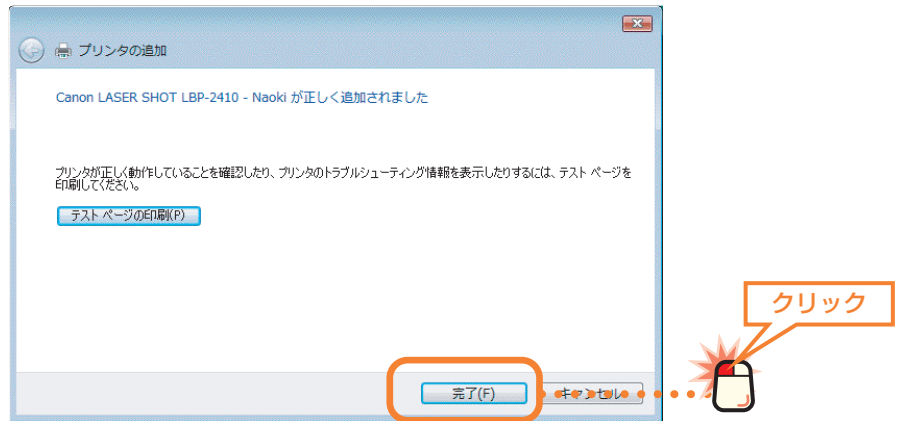 プリンタの追加
Canon LASER SHOT LBP-2410 - Naoki が正しく追加されました
プリンタが正しく動作していることを確認したり、プリンタのトラブルシューティング情報を表示したりするには、テスト ページを
印刷してください。
テスト ページの印刷(P)
クリック
完了(F)
キャンセル